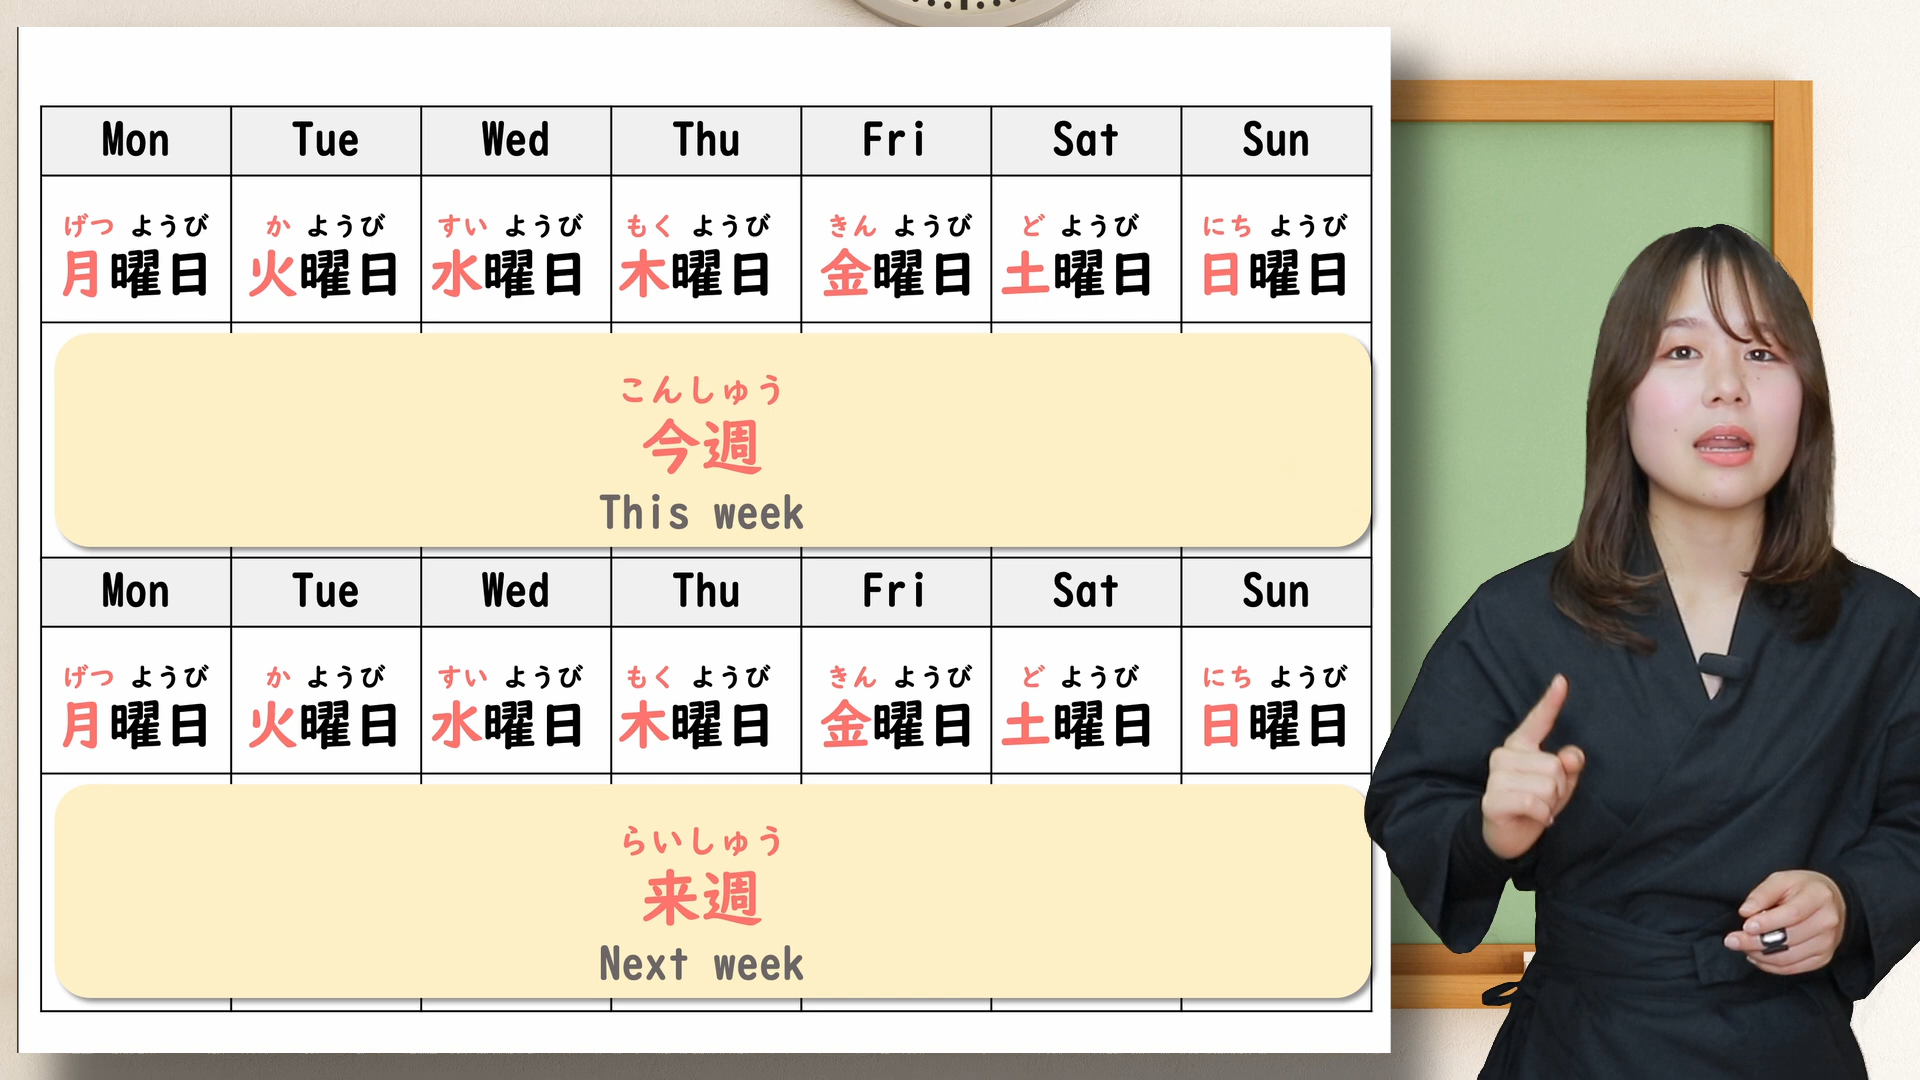 Mon Tue Wed Thu Fri Sat Sun
げつ ようび か ようび すい ようび もく ようび きん ようび ど ようび にち ようび
月曜日 火曜日 水曜日 木曜日 金曜日 土曜日 日曜日
こんしゅう
今週
This week
Mon Tue Wed Thu Fri Sat Sun
げつ ようび か ようび すい ようび もく ようび きん ようび ど ようび にち ようび
月曜日 火曜日 水曜日 木曜日 金曜日 土曜日 日曜日
らいしゅう
来週
Next week